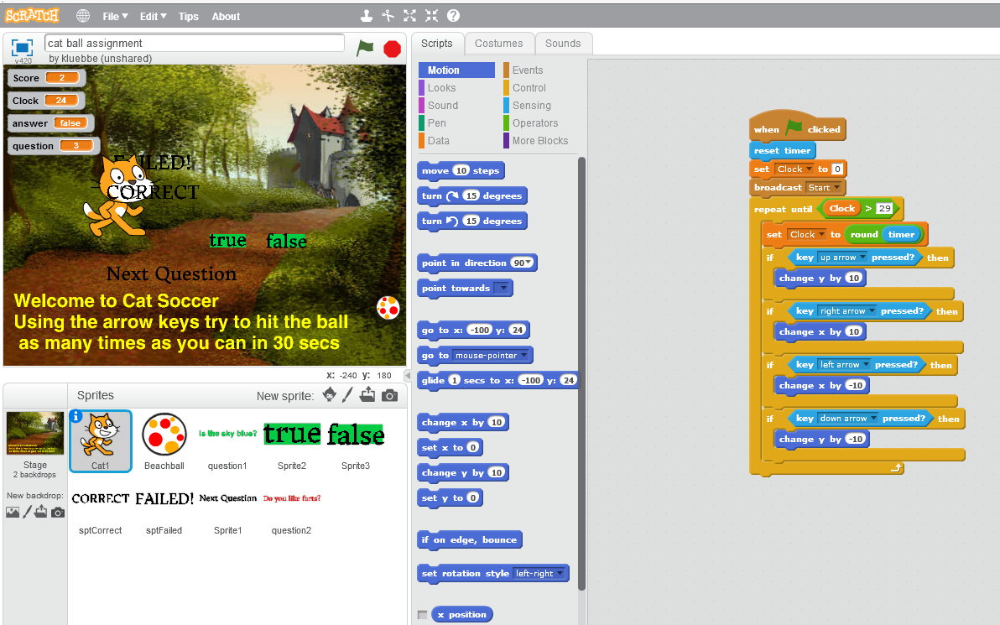 SCRATCH File Edit Tips About
cat ball assignment
by kluebbe (unshared)
v420
Scripts Costumes Sounds
Score 2
Clock 24
answer false
question 3
FAILED!
CORRECT
true false
Next Question
Welcome to Cat Soccer
Using the arrow keys try to hit the ball
as many times as you can in 30 secs
x: -240 y: 180
Motion Events
Looks Control
Sound Sensing
Pen Operators
Data More Blocks
move 10 steps
turn 15 degrees
turn 15 degrees
point in direction 90
point towards
go to x: -100 y: 24
go to mouse-pointer
glide 1 secs to x: -100 y: 24
change x by 10
set x to 0
change y by 10
set y to 0
if on edge, bounce
set rotation style left-right
x position
when clicked
reset timer
set Clock to 0
broadcast Start
repeat until Clock > 29
set Clock to round timer
if key up arrow pressed? then
change y by 10
if key right arrow pressed? then
change x by 10
if key left arrow pressed? then
change x by -10
if key down arrow pressed? then
change y by -10
Sprites New sprite:
Stage
2 backdrops
New backdrop:
Is the sky blue? true false
Cat1 Beachball question1 Sprite2 Sprite3
CORRECT FAILED! Next Question Do you like farts?
sptCorrect sptFailed Sprite1 question2